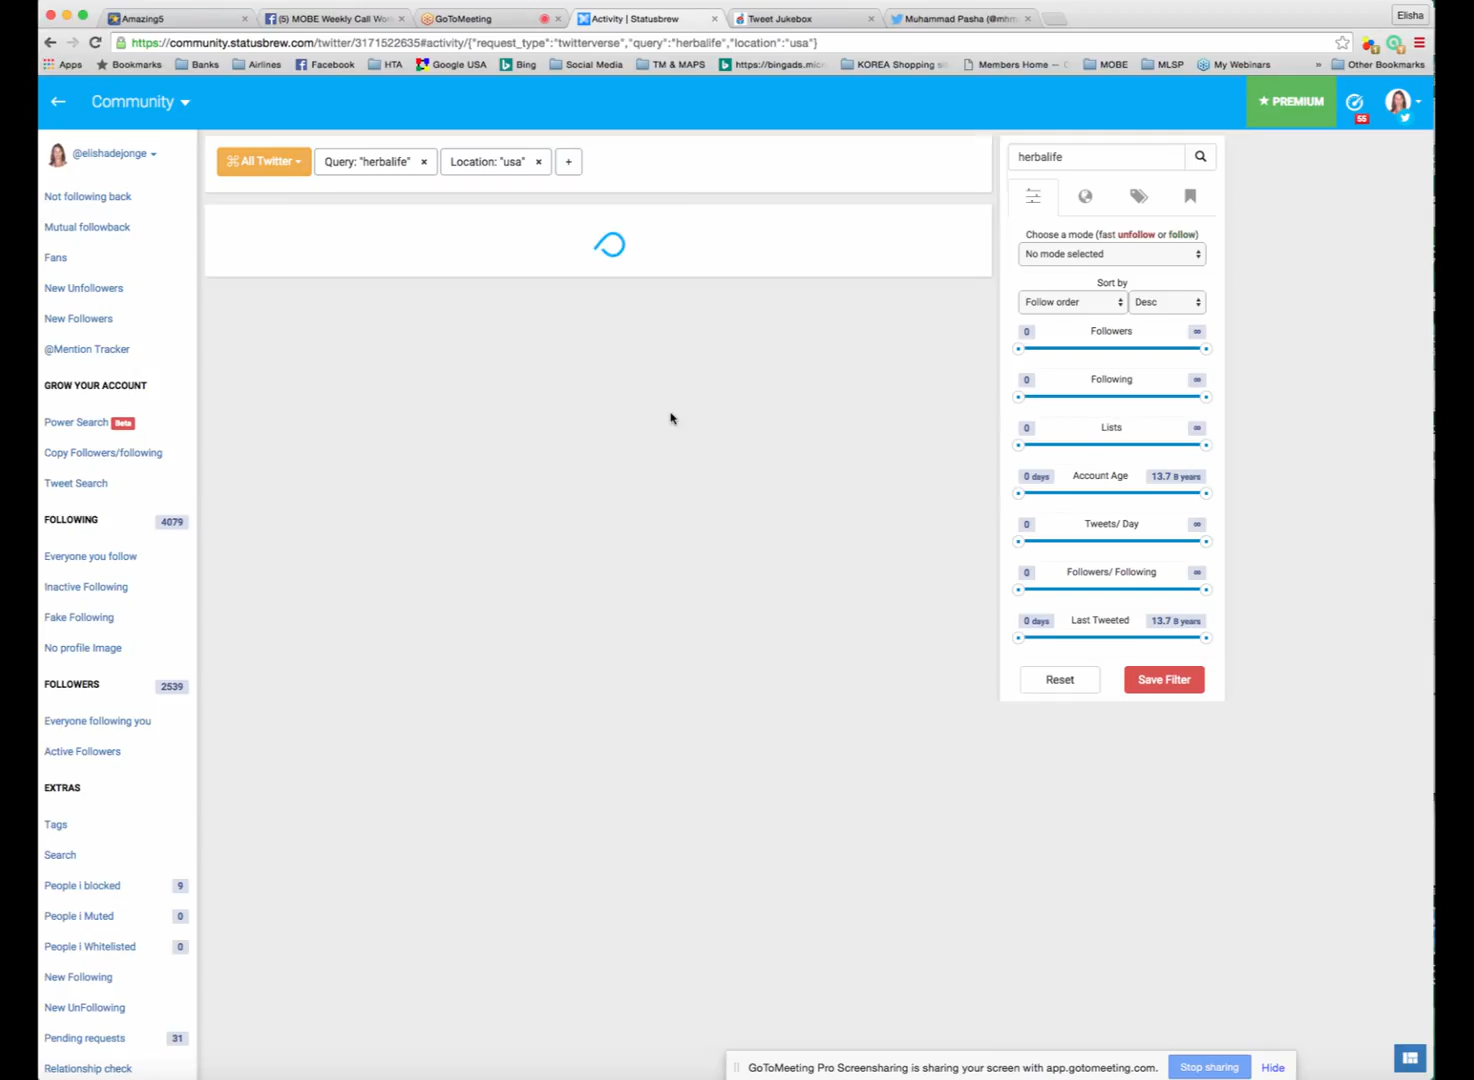 Amazing5
(5) MOBE Weekly Call Wo
GoToMeeting
Activity | Statusbrew
Tweet Jukebox
Muhammad Pasha (@mhm
Elisha
https://community.statusbrew.com/twitter/3171522635#activity/{"request_type":"twitterverse","query":"herbalife","location":"usa"}
Apps
Bookmarks
Banks
Airlines
Facebook
HTA
Google USA
Bing
Social Media
TM & MAPS
https://bingads.mic
KOREA Shopping
Members Home –
MOBE
MLSP
My Webinars
»
Other Bookmarks
Community
★ PREMIUM
55
@elishadejonge
Not following back
Mutual followback
Fans
New Unfollowers
New Followers
@Mention Tracker
GROW YOUR ACCOUNT
Power Search Beta
Copy Followers/following
Tweet Search
FOLLOWING 4079
Everyone you follow
Inactive Following
Fake Following
No profile Image
FOLLOWERS 2539
Everyone following you
Active Followers
EXTRAS
Tags
Search
People i blocked 9
People i Muted 0
People i Whitelisted 0
New Following
New UnFollowing
Pending requests 31
Relationship check
⌘ All Twitter
Query: "herbalife" ×
Location: "usa" ×
+
herbalife
Choose a mode (fast unfollow or follow)
No mode selected
Sort by
Follow order
Desc
0 Followers ∞
0 Following ∞
0 Lists ∞
0 days Account Age 13.7 B years
0 Tweets/ Day ∞
0 Followers/ Following ∞
0 days Last Tweeted 13.7 B years
Reset
Save Filter
GoToMeeting Pro Screensharing is sharing your screen with app.gotomeeting.com.
Stop sharing
Hide